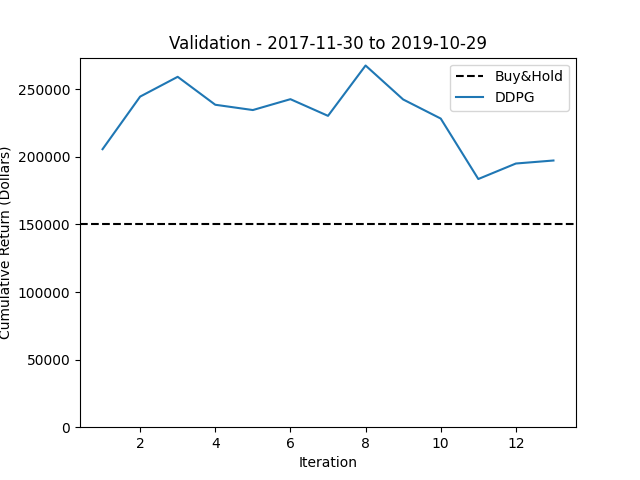 Validation - 2017-11-30 to 2019-10-29
Buy&Hold
DDPG
250000
200000
150000
100000
50000
0
Cumulative Return (Dollars)
2 4 6 8 10 12
Iteration